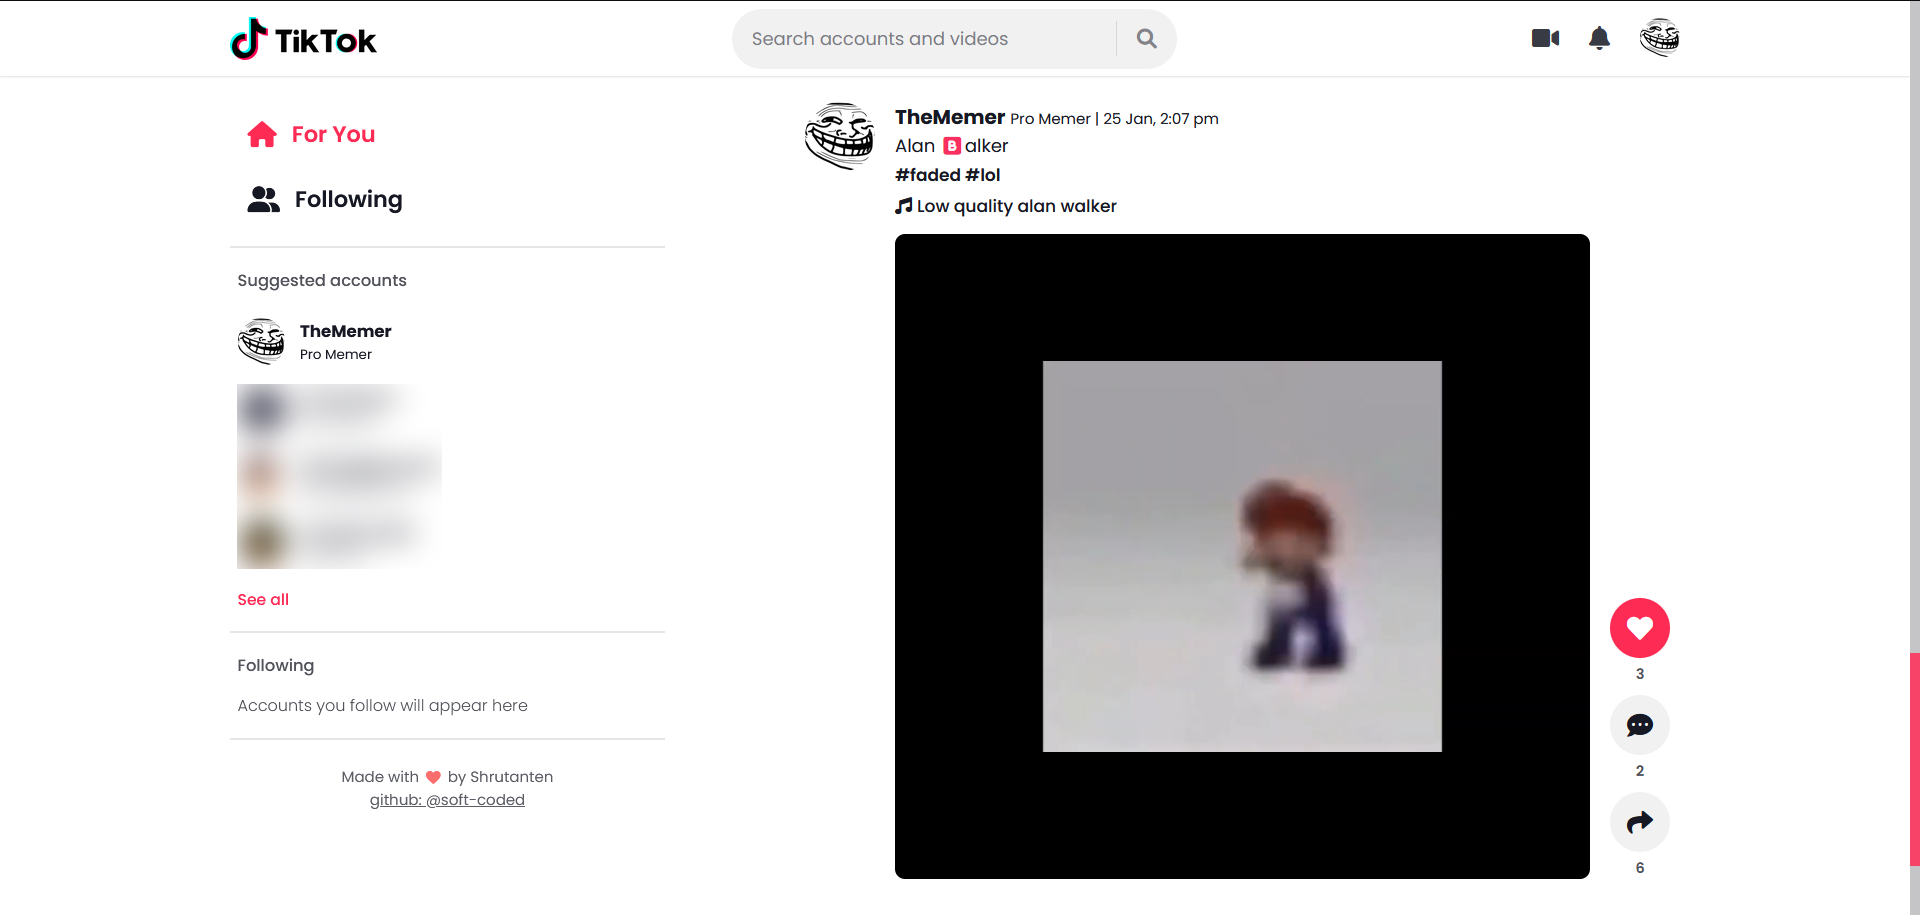 TikTok
Search accounts and videos
For You
Following
Suggested accounts
TheMemer
Pro Memer
See all
Following
Accounts you follow will appear here
Made with ❤ by Shrutanten
github: @soft-coded
TheMemer Pro Memer | 25 Jan, 2:07 pm
Alan 🅱alker
#faded #lol
Low quality alan walker
3
2
6